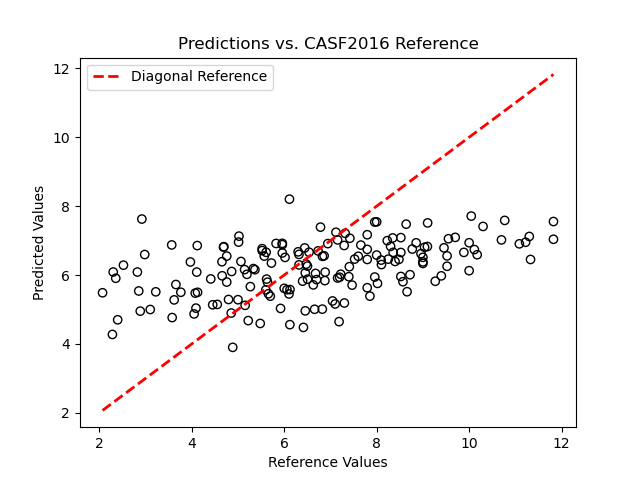 Predictions vs. CASF2016 Reference
Diagonal Reference
12
10
8
6
4
2
Predicted Values
2 4 6 8 10 12
Reference Values